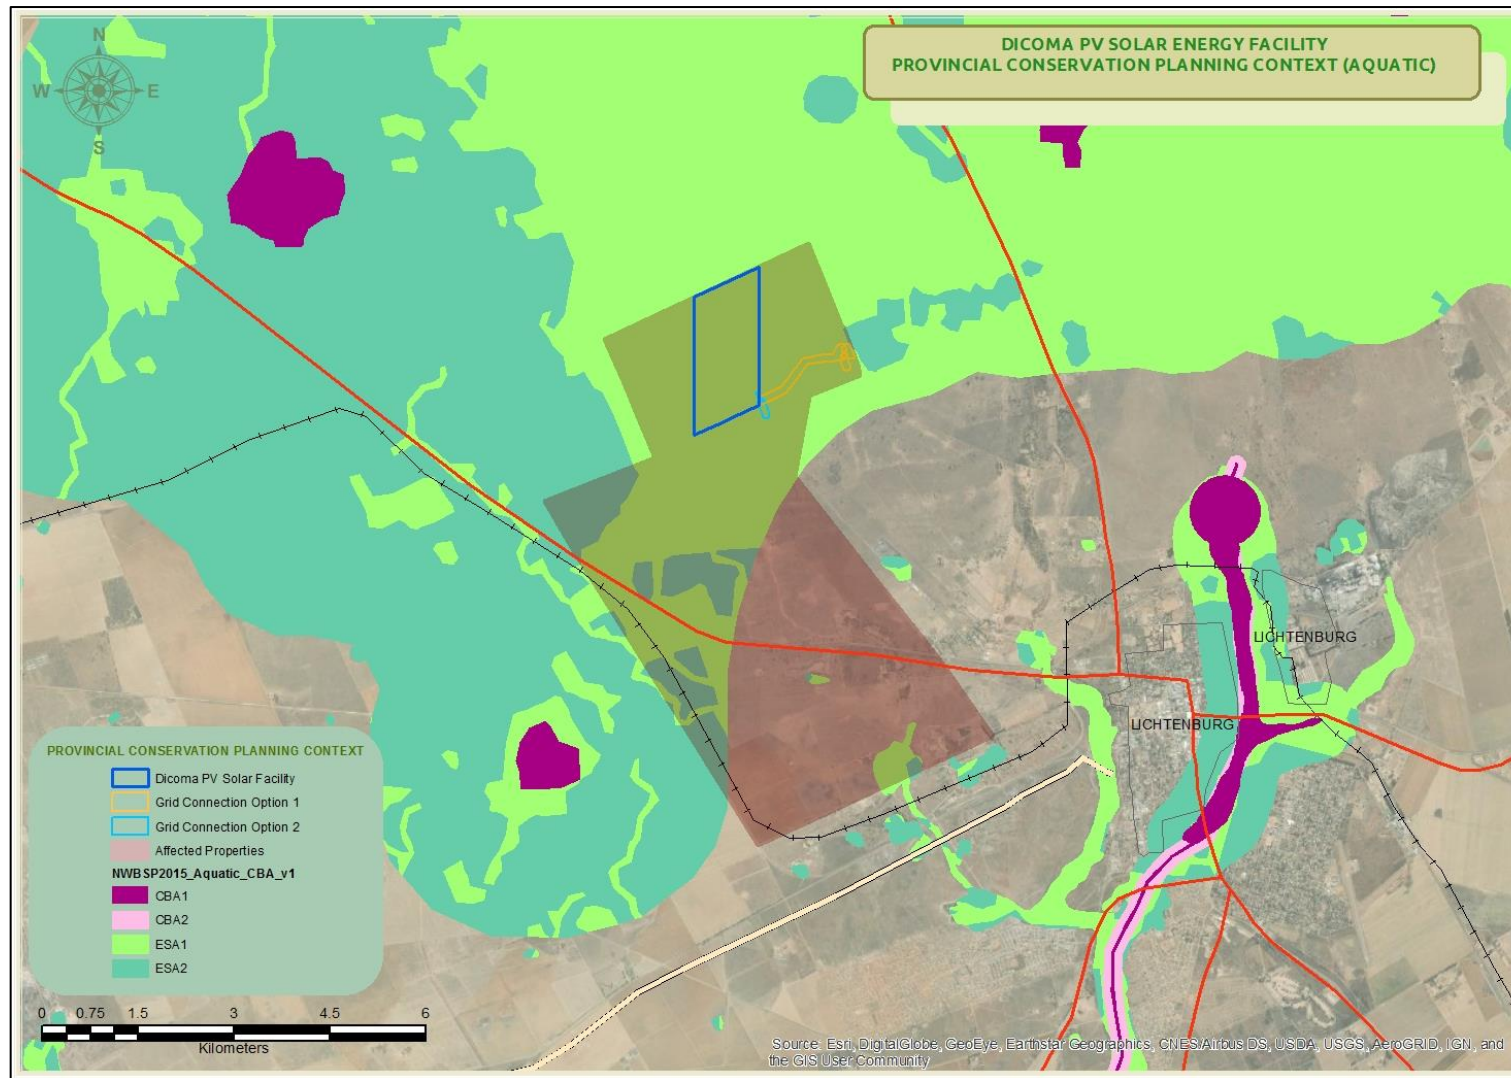 DICOMA PV SOLAR ENERGY FACILITY
PROVINCIAL CONSERVATION PLANNING CONTEXT (AQUATIC)
N
W
E
S
LICHTENBURG
LICHTENBURG
PROVINCIAL CONSERVATION PLANNING CONTEXT
Dicoma PV Solar Facility
Grid Connection Option 1
Grid Connection Option 2
Affected Properties
NWBSP2015_Aquatic_CBA_v1
CBA1
CBA2
ESA1
ESA2
0 0.75 1.5 3 4.5 6
Kilometers
Source: Esri, DigitalGlobe, GeoEye, Earthstar Geographics, CNES/Airbus DS, USDA, USGS, AeroGRID, IGN, and
the GIS User Community